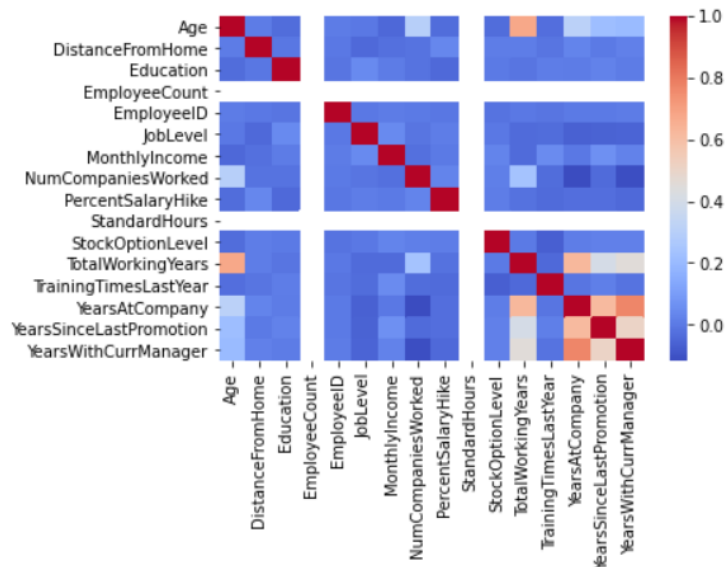 Age
DistanceFromHome
Education
EmployeeCount
EmployeeID
JobLevel
MonthlyIncome
NumCompaniesWorked
PercentSalaryHike
StandardHours
StockOptionLevel
TotalWorkingYears
TrainingTimesLastYear
YearsAtCompany
YearsSinceLastPromotion
YearsWithCurrManager
Age
DistanceFromHome
Education
EmployeeCount
EmployeeID
JobLevel
MonthlyIncome
NumCompaniesWorked
PercentSalaryHike
StandardHours
StockOptionLevel
TotalWorkingYears
TrainingTimesLastYear
YearsAtCompany
YearsSinceLastPromotion
YearsWithCurrManager
1.0
0.8
0.6
0.4
0.2
0.0